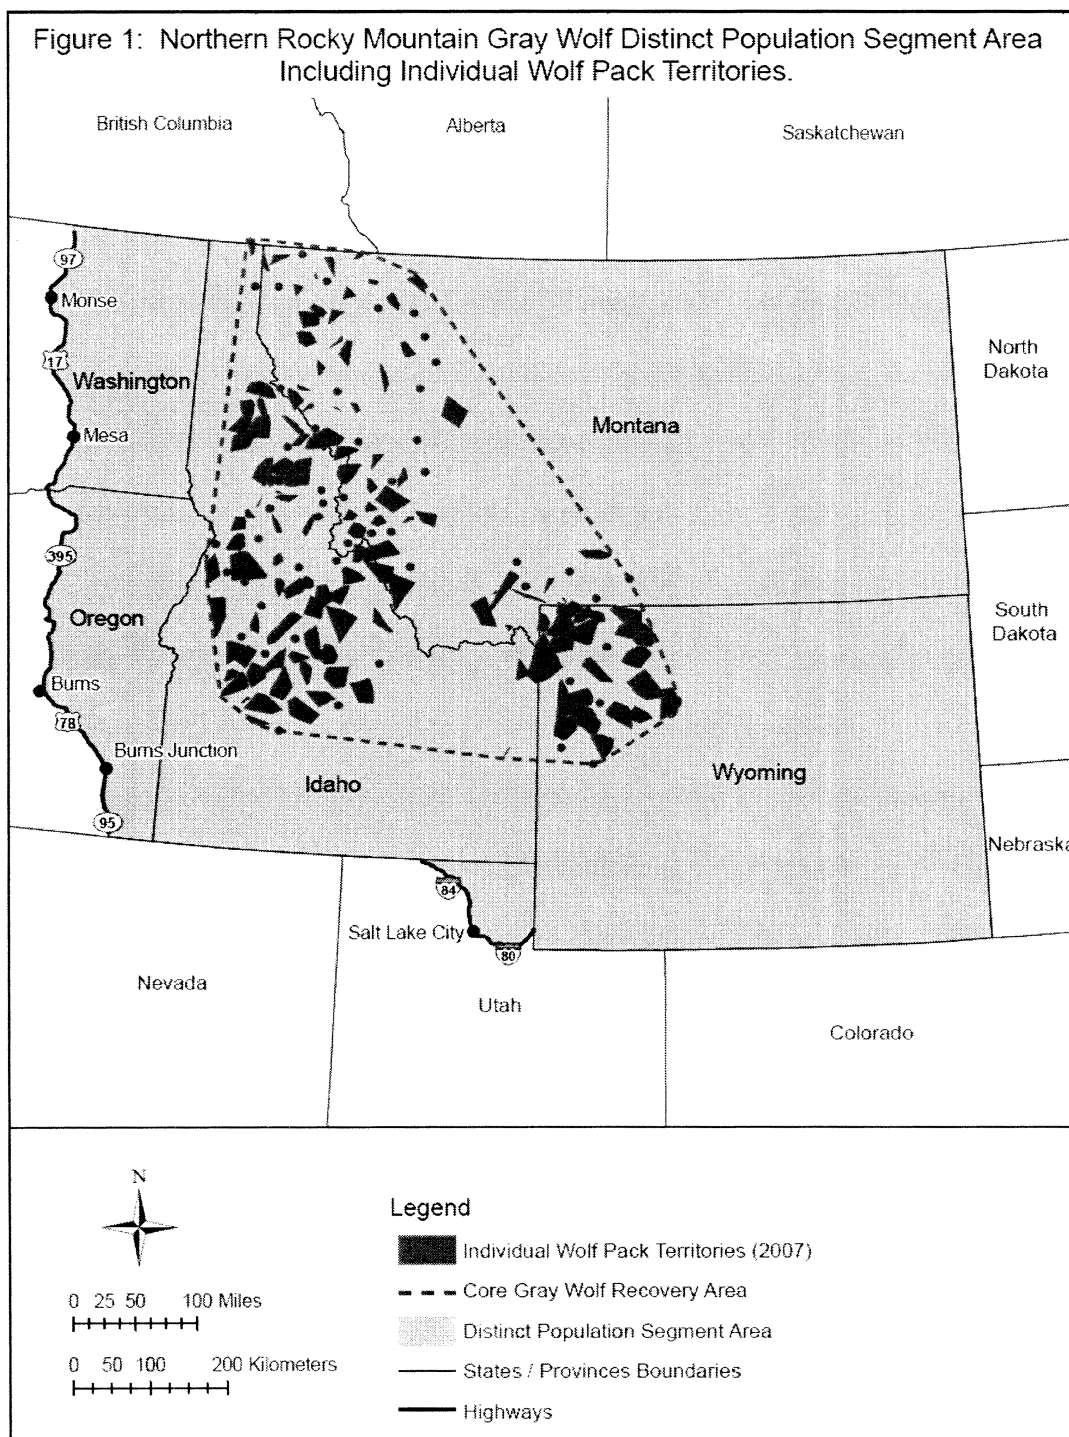 Figure 1: Northern Rocky Mountain Gray Wolf Distinct Population Segment Area
Including Individual Wolf Pack Territories.
British Columbia
Alberta
Saskatchewan
97
Monse
17
Washington
Mesa
Montana
North
Dakota
395
Oregon
South
Dakota
Burns
78
Burns Junction
Idaho
Wyoming
95
Nebraska
84
Salt Lake City
80
Nevada
Utah
Colorado
N
Legend
Individual Wolf Pack Territories (2007)
Core Gray Wolf Recovery Area
Distinct Population Segment Area
States / Provinces Boundaries
Highways
0 25 50 100 Miles
0 50 100 200 Kilometers